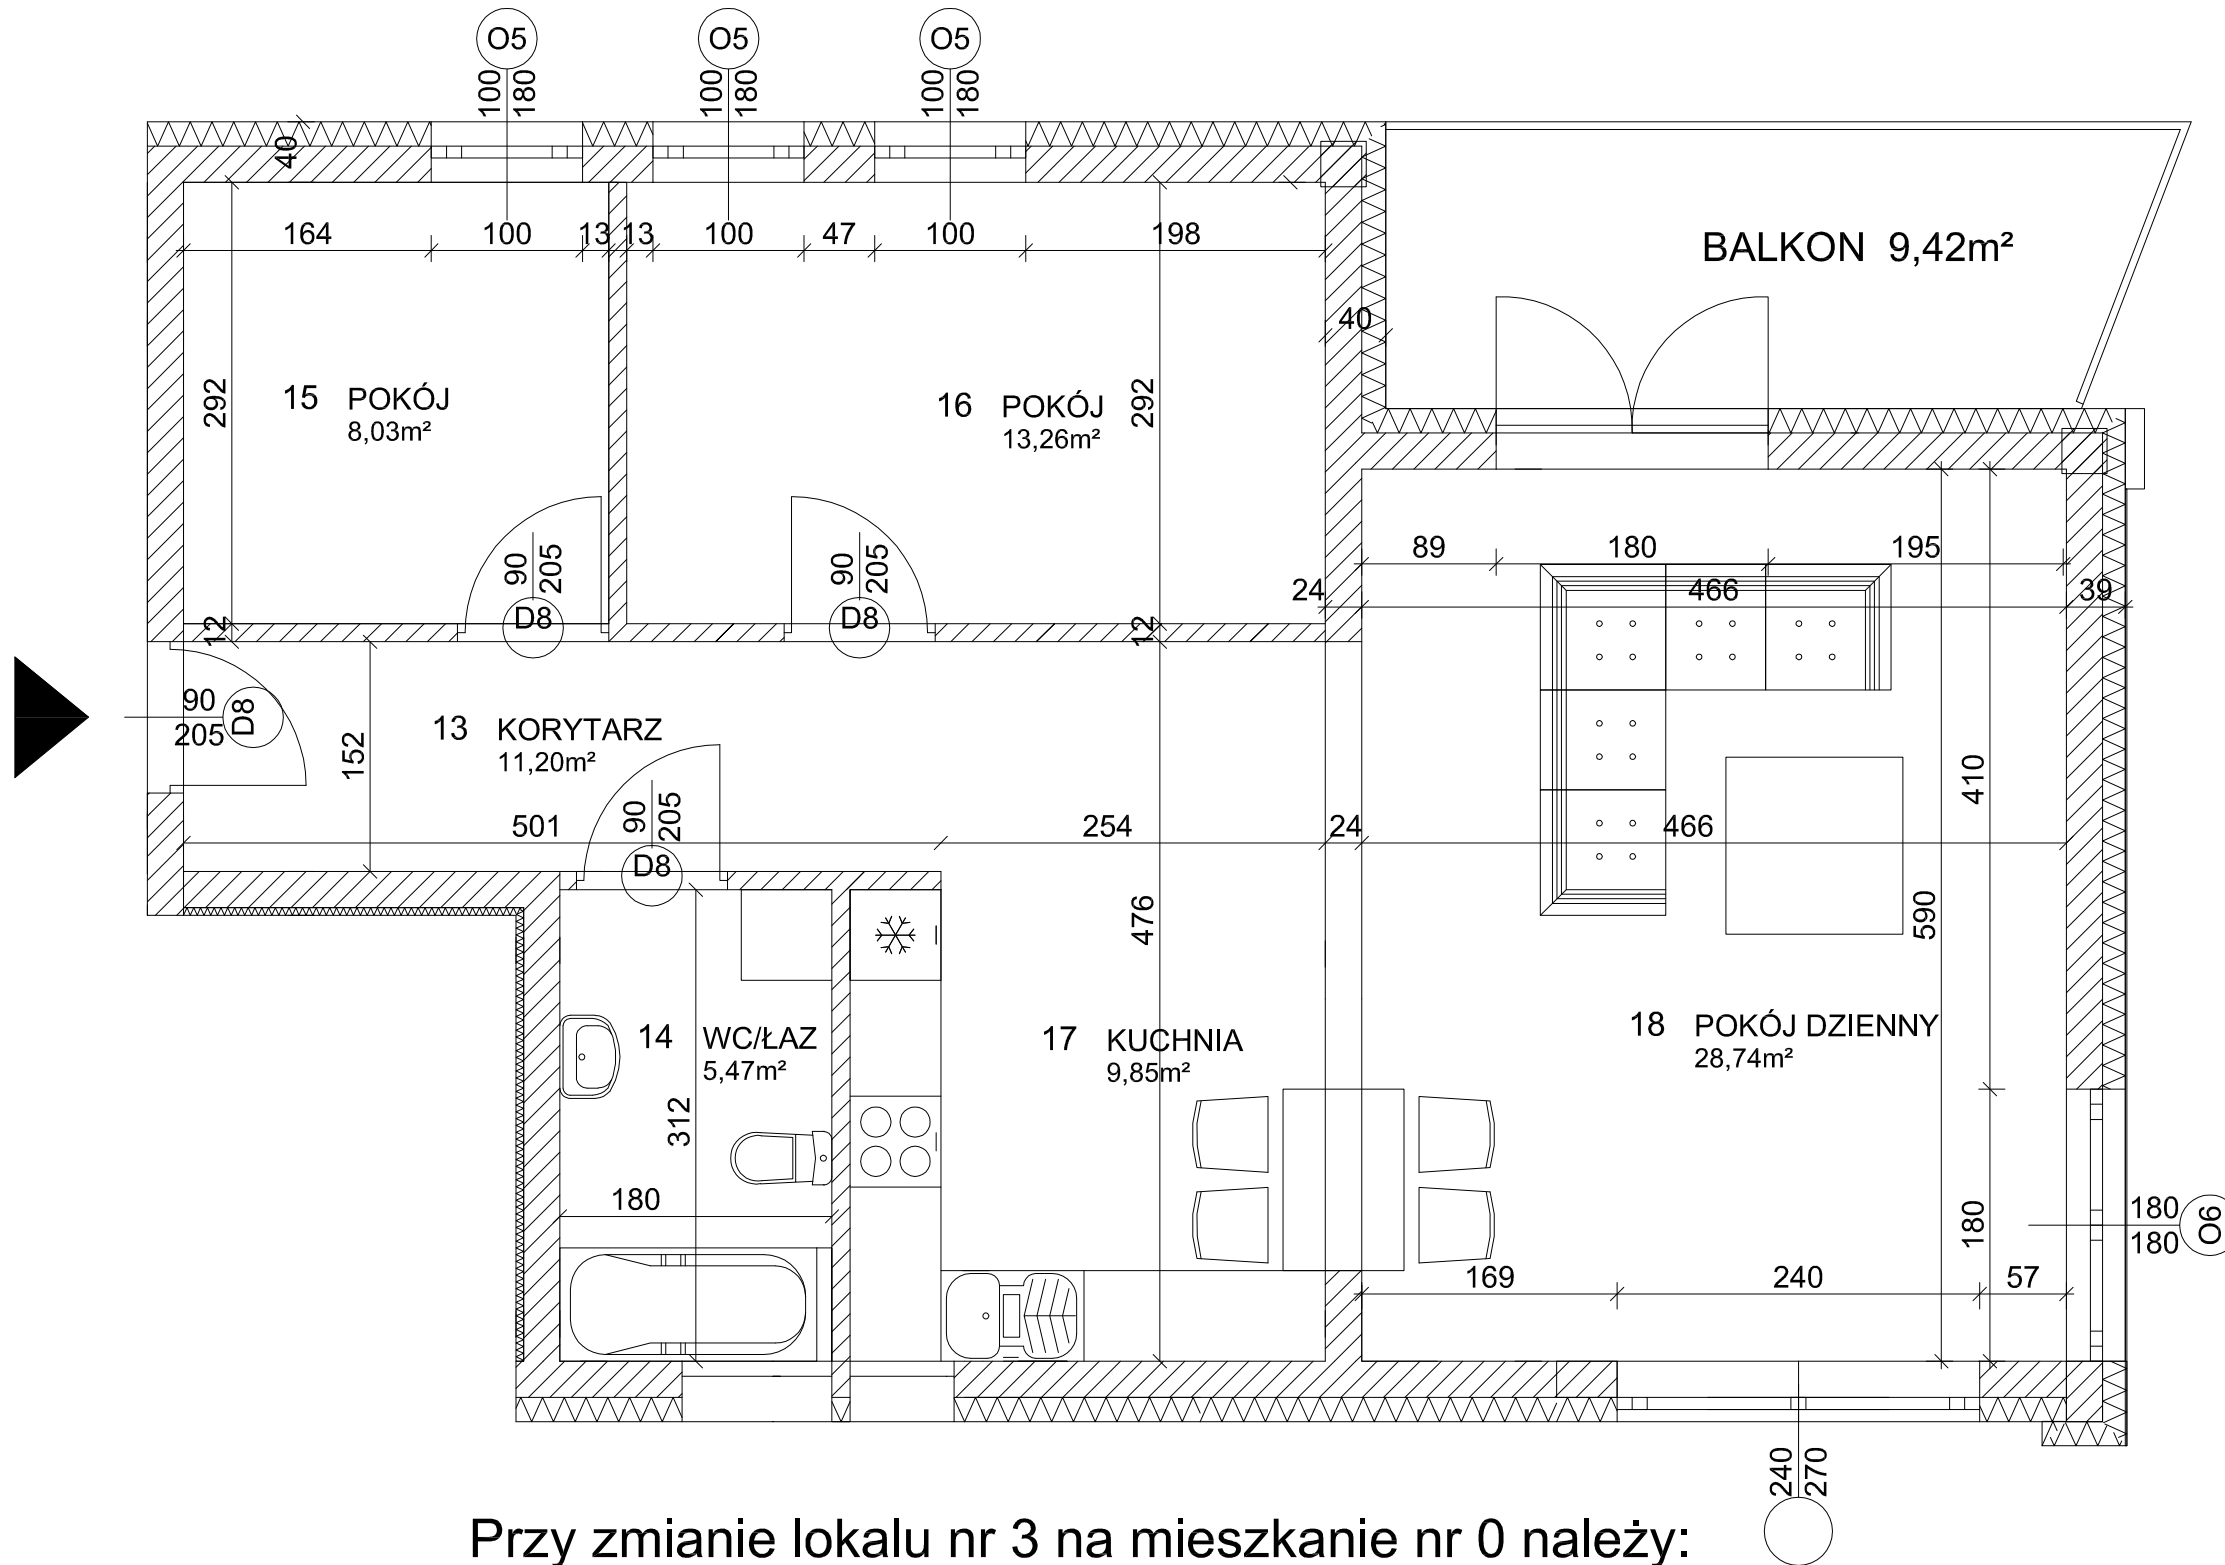 O5 O5 O5
100 180 100 180 100 180
40
164 100 13 13 100 47 100 198
BALKON 9,42m²
40
292 292
15 POKÓJ
8,03m²
16 POKÓJ
13,26m²
90 205 90 205
D8 D8
12 12
89 180 195
24 466 39
90
205
D8
152
13 KORYTARZ
11,20m²
90 205
D8
501 254 24 466
410
590
476
312
14 WC/ŁAZ
5,47m²
17 KUCHNIA
9,85m²
18 POKÓJ DZIENNY
28,74m²
180
180
180
180
O6
169 240 57
240 270
Przy zmianie lokalu nr 3 na mieszkanie nr 0 należy: